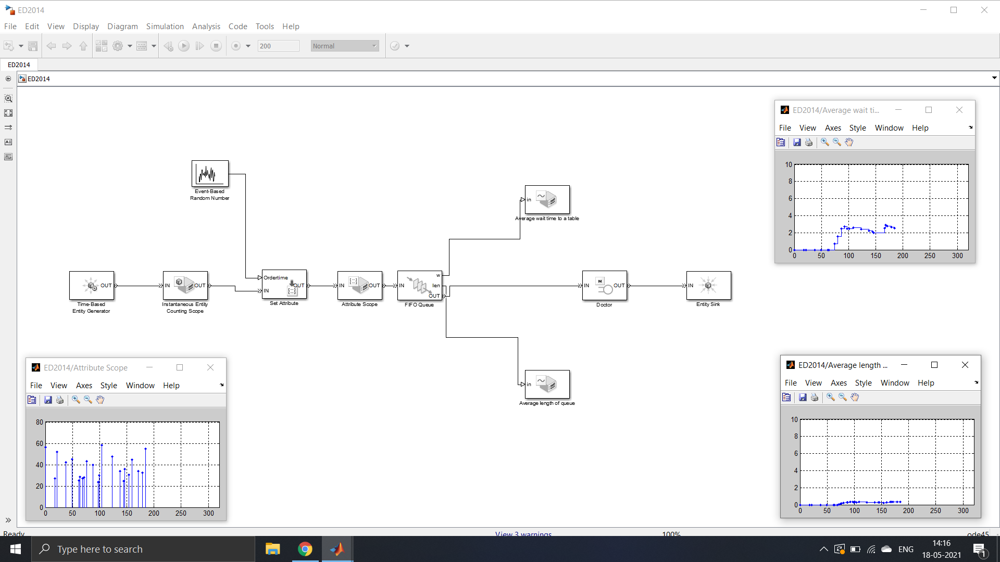 ED2014
File Edit View Display Diagram Simulation Analysis Code Tools Help
200 Normal
ED2014
ED2014
ED2014/Average wait ti...
File View Axes Style Window Help
10
8
6
4
2
0
0 50 100 150 200 250 300
Event-Based
Random Number
in
Average wait time to a table
OUT
Time-Based
Entity Generator
IN OUT
Instantaneous Entity
Counting Scope
Ordertime
IN OUT
Set Attribute
IN OUT
Attribute Scope
w
IN len
OUT
FIFO Queue
N
IN OUT
Doctor
IN
Entity Sink
in
Average length of queue
ED2014/Attribute Scope
File View Axes Style Window Help
80
60
40
20
0
0 50 100 150 200 250 300
ED2014/Average length ...
File View Axes Style Window Help
10
8
6
4
2
0
0 50 100 150 200 250 300
Ready View 3 warnings 100% ode45
Type here to search
ENG
14:16
18-05-2021
1